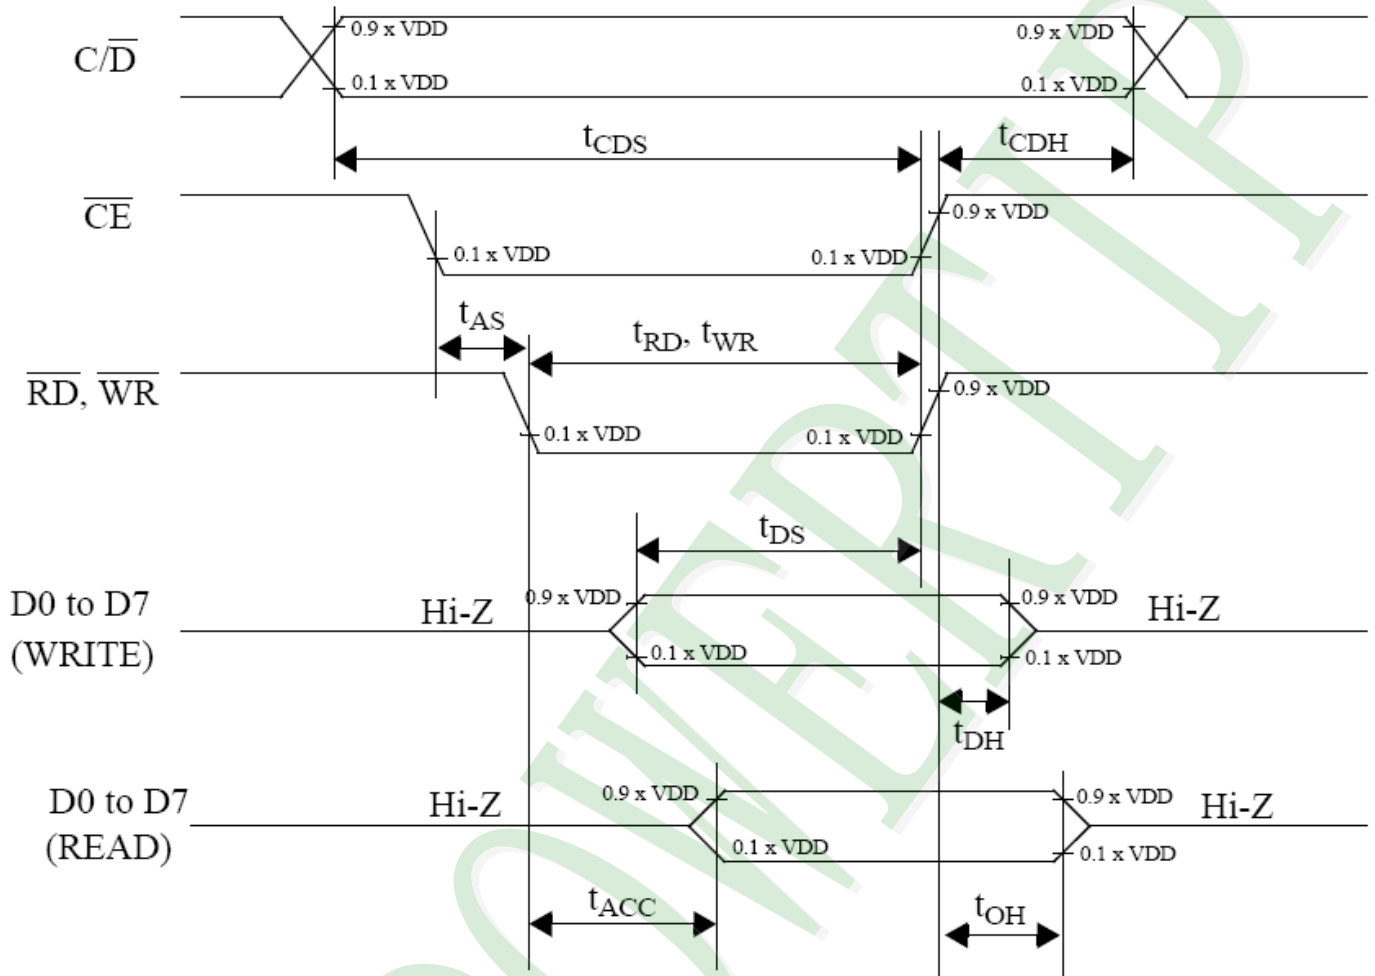 C/D̅
0.9 x VDD
0.9 x VDD
0.1 x VDD
0.1 x VDD
tCDS
tCDH
C̅E̅
0.9 x VDD
0.1 x VDD
0.1 x VDD
tAS
tRD, tWR
R̅D̅, W̅R̅
0.9 x VDD
0.1 x VDD
0.1 x VDD
tDS
D0 to D7
(WRITE)
Hi-Z
0.9 x VDD
0.9 x VDD
Hi-Z
0.1 x VDD
0.1 x VDD
tDH
D0 to D7
(READ)
Hi-Z
0.9 x VDD
0.9 x VDD
Hi-Z
0.1 x VDD
0.1 x VDD
tACC
tOH
POWERTIP